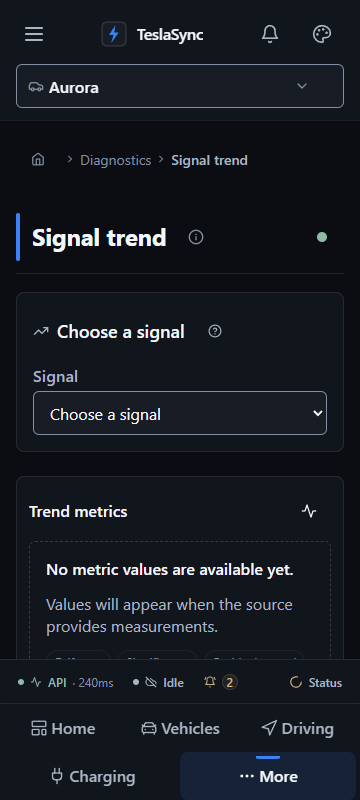 TeslaSync
Aurora
Diagnostics Signal trend
Signal trend
Choose a signal
Signal
Choose a signal
Trend metrics
No metric values are available yet.
Values will appear when the source
provides measurements.
API · 240ms Idle 2 Status
Home Vehicles Driving
Charging More